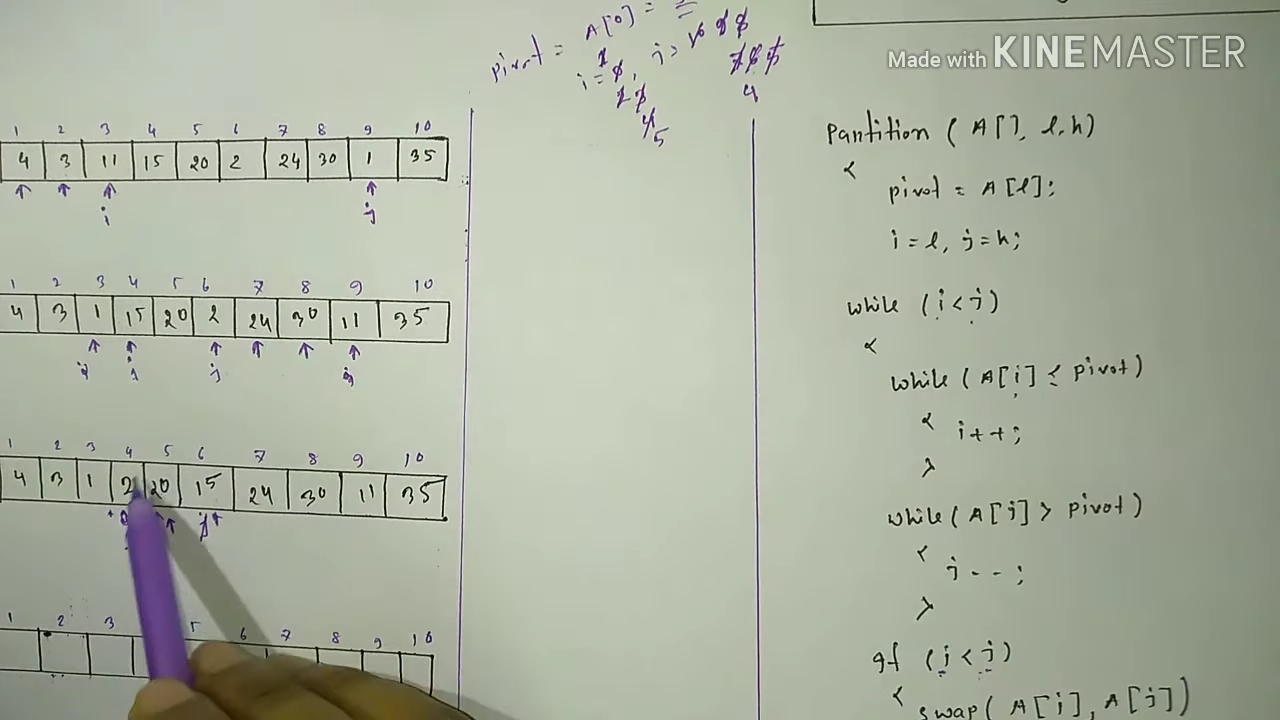 Made with KINEMASTER
pivot = A[0] =
i =
j =
4
5
1 2 3 4 5 6 7 8 9 10
4 3 11 15 20 2 24 30 1 35
i j
1 2 3 4 5 6 7 8 9 10
4 3 1 15 20 2 24 30 11 35
1 2 3 4 5 6 7 8 9 10
4 3 1 2 20 15 24 30 11 35
1 2 3 5 6 7 8 9 10
Partition (A[], l, h)
{
pivot = A[l];
i = l, j = h;
while (i < j)
{
while (A[i] ≤ pivot)
{ i++;
}
while (A[j] > pivot)
{ j--;
}
if (i < j)
{ swap(A[i], A[j])